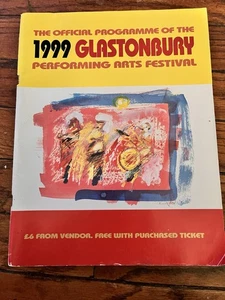 THE OFFICIAL PROGRAMME OF THE
1999 GLASTONBURY
PERFORMING ARTS FESTIVAL
£6 FROM VENDOR. FREE WITH PURCHASED TICKET